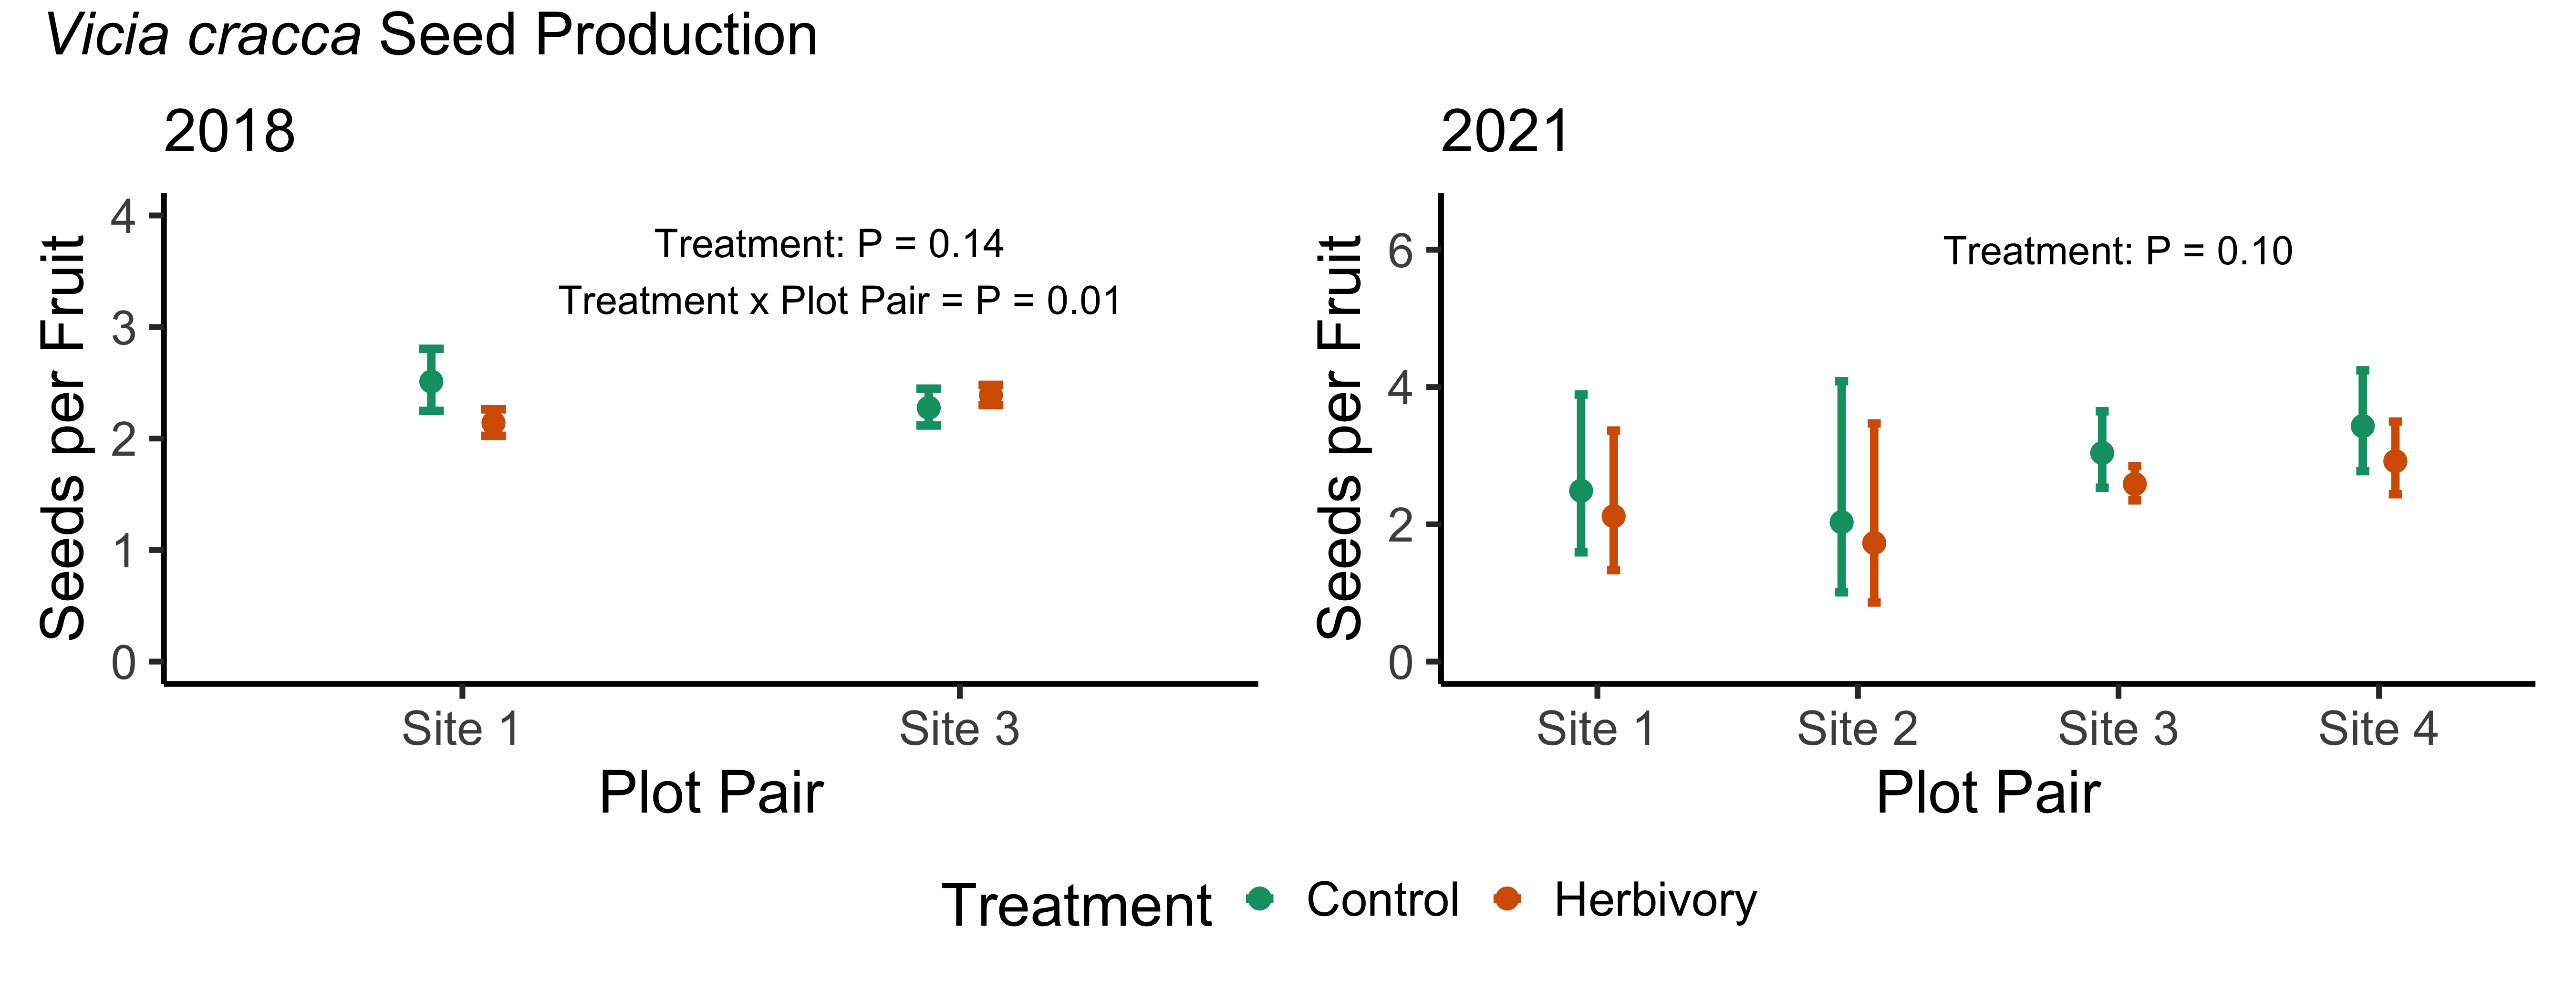 Vicia cracca Seed Production
2018
Seeds per Fruit
4
3
2
1
0
Treatment: P = 0.14
Treatment x Plot Pair = P = 0.01
Site 1
Site 3
Plot Pair
2021
Seeds per Fruit
6
4
2
0
Treatment: P = 0.10
Site 1
Site 2
Site 3
Site 4
Plot Pair
Treatment Control Herbivory